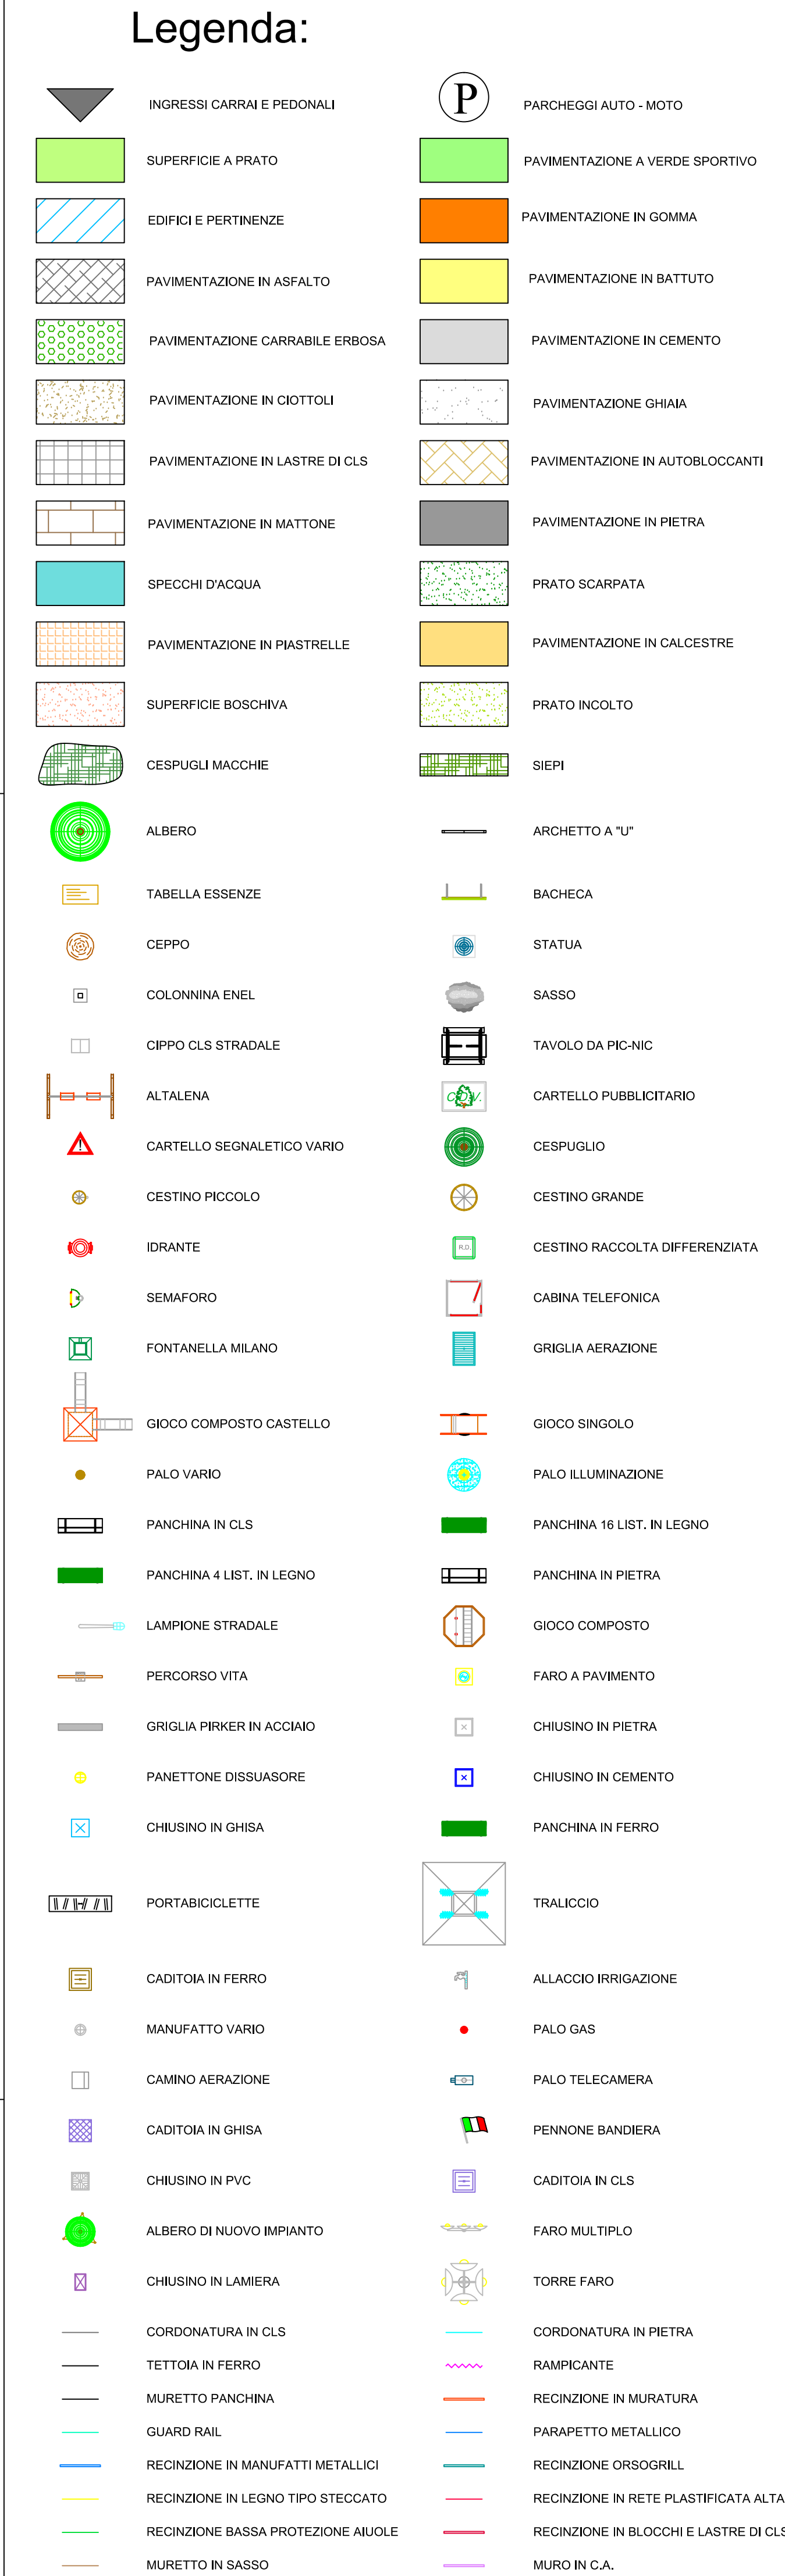 Legenda:
INGRESSI CARRAI E PEDONALI
P
PARCHEGGI AUTO - MOTO
SUPERFICIE A PRATO
PAVIMENTAZIONE A VERDE SPORTIVO
EDIFICI E PERTINENZE
PAVIMENTAZIONE IN GOMMA
PAVIMENTAZIONE IN ASFALTO
PAVIMENTAZIONE IN BATTUTO
PAVIMENTAZIONE CARRABILE ERBOSA
PAVIMENTAZIONE IN CEMENTO
PAVIMENTAZIONE IN CIOTTOLI
PAVIMENTAZIONE GHIAIA
PAVIMENTAZIONE IN LASTRE DI CLS
PAVIMENTAZIONE IN AUTOBLOCCANTI
PAVIMENTAZIONE IN MATTONE
PAVIMENTAZIONE IN PIETRA
SPECCHI D'ACQUA
PRATO SCARPATA
PAVIMENTAZIONE IN PIASTRELLE
PAVIMENTAZIONE IN CALCESTRE
SUPERFICIE BOSCHIVA
PRATO INCOLTO
CESPUGLI MACCHIE
SIEPI
ALBERO
ARCHETTO A "U"
TABELLA ESSENZE
BACHECA
CEPPO
STATUA
COLONNINA ENEL
SASSO
CIPPO CLS STRADALE
TAVOLO DA PIC-NIC
ALTALENA
C.D.V.
CARTELLO PUBBLICITARIO
!
CARTELLO SEGNALETICO VARIO
CESPUGLIO
CESTINO PICCOLO
CESTINO GRANDE
IDRANTE
R.D.
CESTINO RACCOLTA DIFFERENZIATA
SEMAFORO
CABINA TELEFONICA
FONTANELLA MILANO
GRIGLIA AERAZIONE
GIOCO COMPOSTO CASTELLO
GIOCO SINGOLO
PALO VARIO
PALO ILLUMINAZIONE
PANCHINA IN CLS
PANCHINA 16 LIST. IN LEGNO
PANCHINA 4 LIST. IN LEGNO
PANCHINA IN PIETRA
LAMPIONE STRADALE
GIOCO COMPOSTO
PERCORSO VITA
FARO A PAVIMENTO
GRIGLIA PIRKER IN ACCIAIO
CHIUSINO IN PIETRA
PANETTONE DISSUASORE
CHIUSINO IN CEMENTO
CHIUSINO IN GHISA
PANCHINA IN FERRO
PORTABICICLETTE
TRALICCIO
CADITOIA IN FERRO
ALLACCIO IRRIGAZIONE
MANUFATTO VARIO
PALO GAS
CAMINO AERAZIONE
PALO TELECAMERA
CADITOIA IN GHISA
PENNONE BANDIERA
CHIUSINO IN PVC
CADITOIA IN CLS
ALBERO DI NUOVO IMPIANTO
FARO MULTIPLO
CHIUSINO IN LAMIERA
TORRE FARO
CORDONATURA IN CLS
CORDONATURA IN PIETRA
TETTOIA IN FERRO
RAMPICANTE
MURETTO PANCHINA
RECINZIONE IN MURATURA
GUARD RAIL
PARAPETTO METALLICO
RECINZIONE IN MANUFATTI METALLICI
RECINZIONE ORSOGRILL
RECINZIONE IN LEGNO TIPO STECCATO
RECINZIONE IN RETE PLASTIFICATA ALTA
RECINZIONE BASSA PROTEZIONE AIUOLE
RECINZIONE IN BLOCCHI E LASTRE DI CLS
MURETTO IN SASSO
MURO IN C.A.